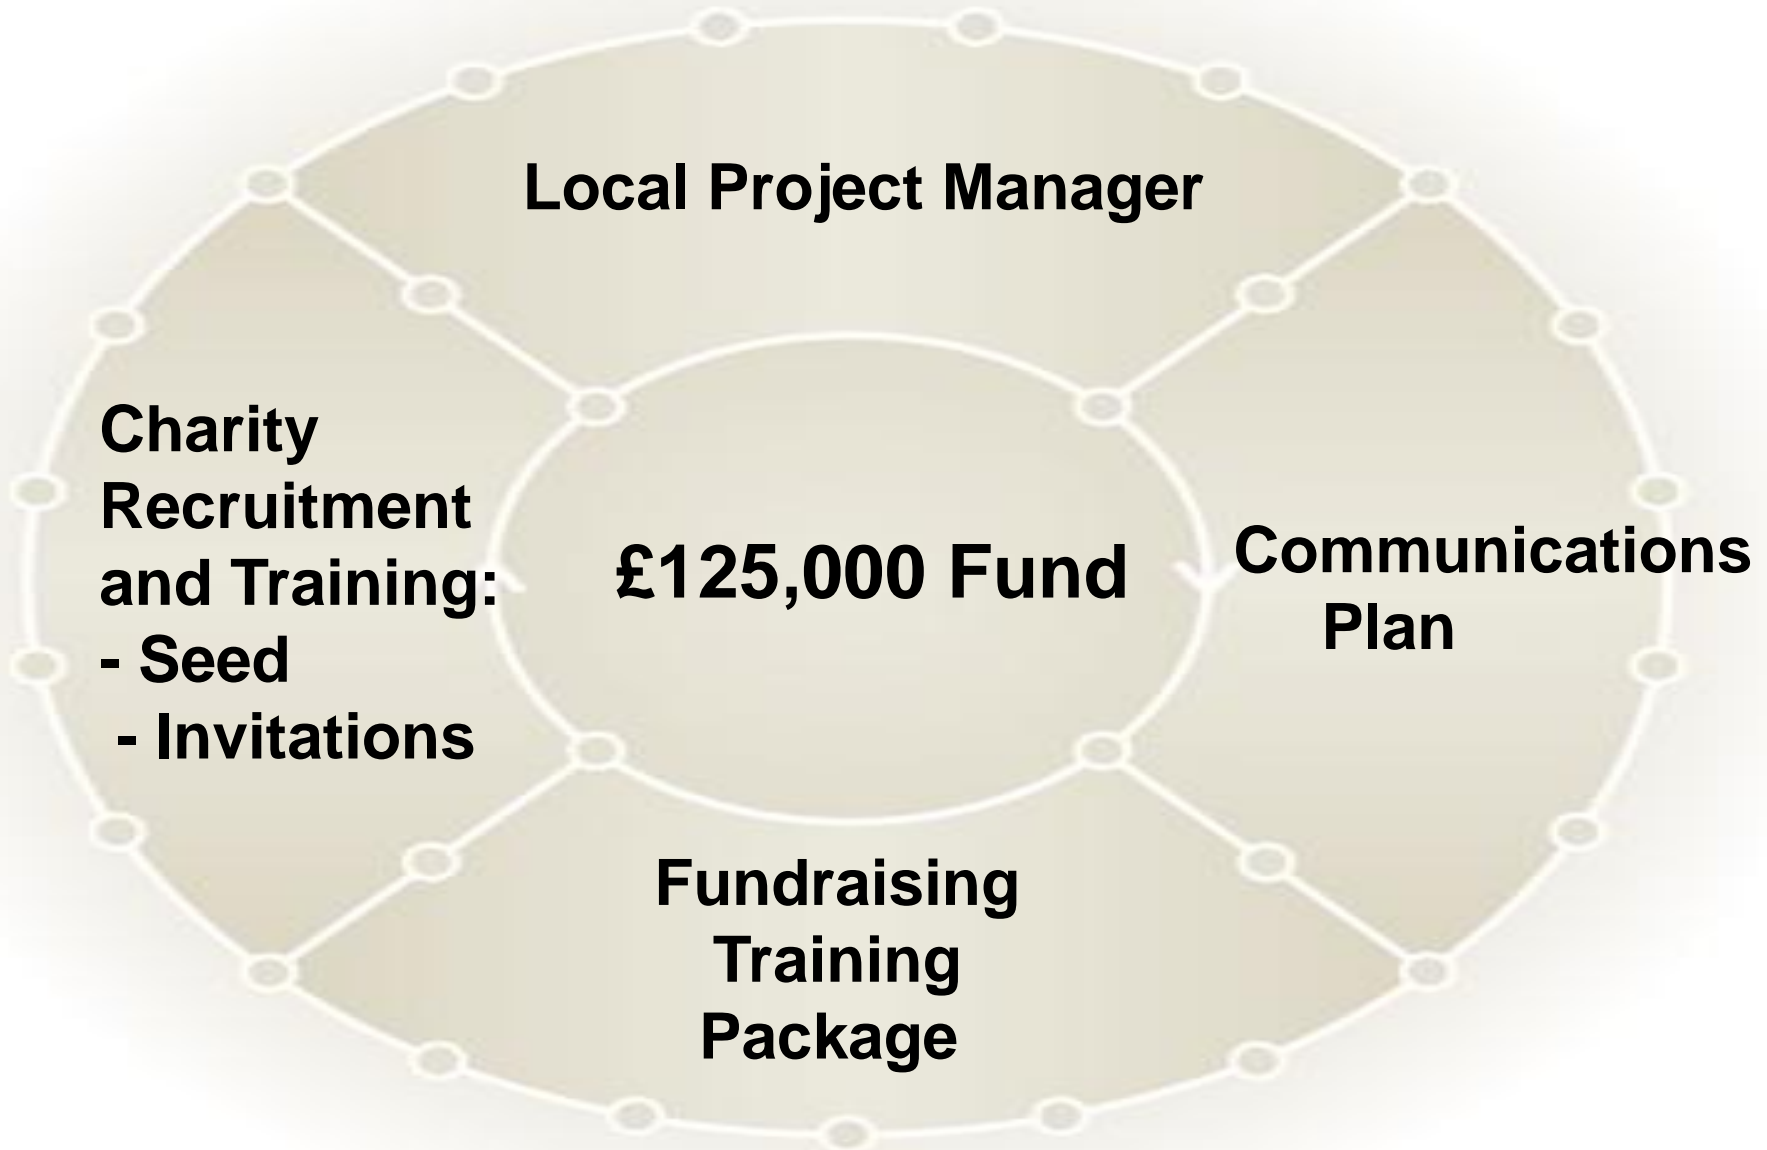 Local Project Manager
Charity
Recruitment
and Training:
- Seed
- Invitations
£125,000 Fund
Communications
Plan
Fundraising
Training
Package